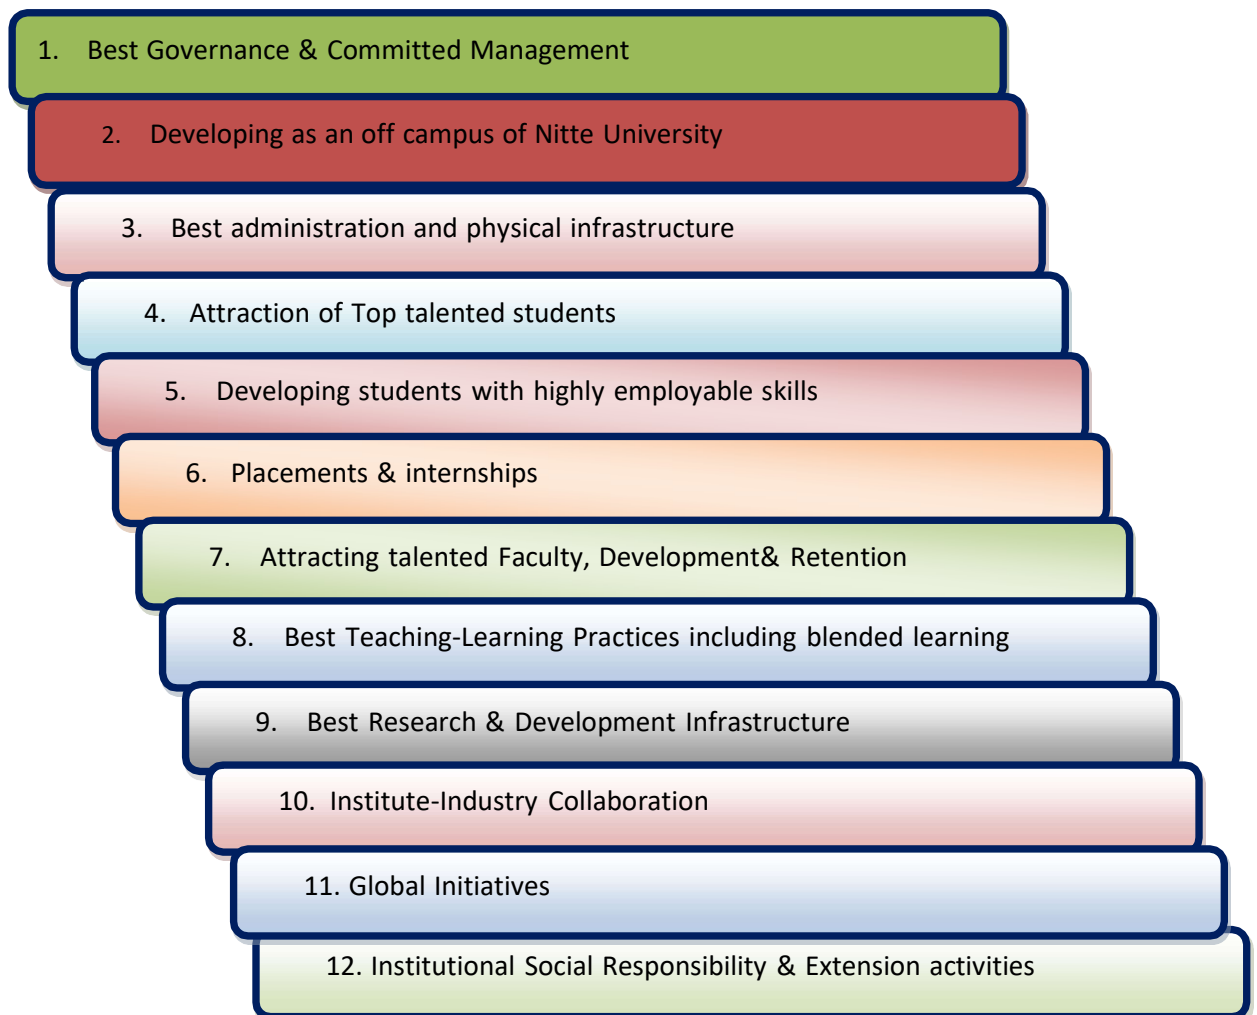 1. Best Governance & Committed Management
2. Developing as an off campus of Nitte University
3. Best administration and physical infrastructure
4. Attraction of Top talented students
5. Developing students with highly employable skills
6. Placements & internships
7. Attracting talented Faculty, Development& Retention
8. Best Teaching-Learning Practices including blended learning
9. Best Research & Development Infrastructure
10. Institute-Industry Collaboration
11. Global Initiatives
12. Institutional Social Responsibility & Extension activities